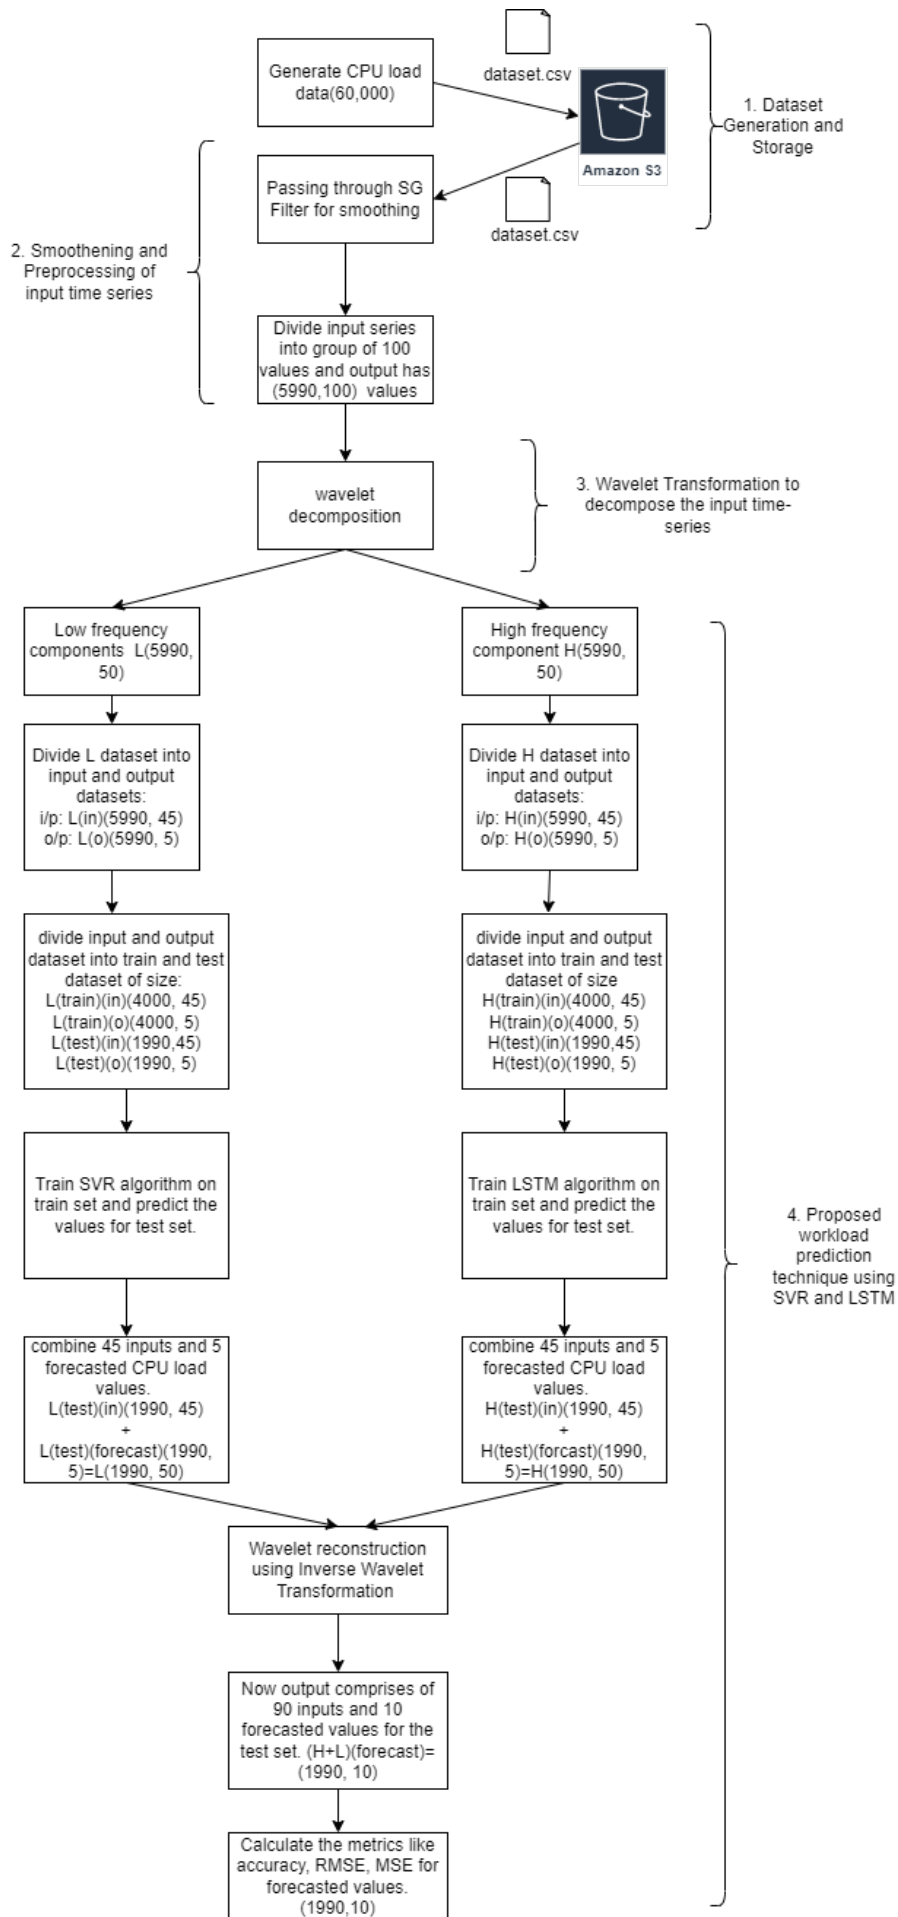 Generate CPU load
data(60,000)
dataset.csv
Amazon S3
1. Dataset
Generation and
Storage
Passing through SG
Filter for smoothing
dataset.csv
2. Smoothening and
Preprocessing of
input time series
Divide input series
into group of 100
values and output has
(5990,100) values
wavelet
decomposition
3. Wavelet Transformation to
decompose the input time-
series
Low frequency
components L(5990,
50)
High frequency
component H(5990,
50)
Divide L dataset into
input and output
datasets:
i/p: L(in)(5990, 45)
o/p: L(o)(5990, 5)
Divide H dataset into
input and output
datasets:
i/p: H(in)(5990, 45)
o/p: H(o)(5990, 5)
divide input and output
dataset into train and test
dataset of size:
L(train)(in)(4000, 45)
L(train)(o)(4000, 5)
L(test)(in)(1990,45)
L(test)(o)(1990, 5)
divide input and output
dataset into train and test
dataset of size
H(train)(in)(4000, 45)
H(train)(o)(4000, 5)
H(test)(in)(1990,45)
H(test)(o)(1990, 5)
Train SVR algorithm on
train set and predict the
values for test set.
Train LSTM algorithm on
train set and predict the
values for test set.
4. Proposed
workload
prediction
technique using
SVR and LSTM
combine 45 inputs and 5
forecasted CPU load
values.
L(test)(in)(1990, 45)
+
L(test)(forecast)(1990,
5)=L(1990, 50)
combine 45 inputs and 5
forecasted CPU load
values.
H(test)(in)(1990, 45)
+
H(test)(forcast)(1990,
5)=H(1990, 50)
Wavelet reconstruction
using Inverse Wavelet
Transformation
Now output comprises of
90 inputs and 10
forecasted values for the
test set. (H+L)(forecast)=
(1990, 10)
Calculate the metrics like
accuracy, RMSE, MSE for
forecasted values.
(1990,10)